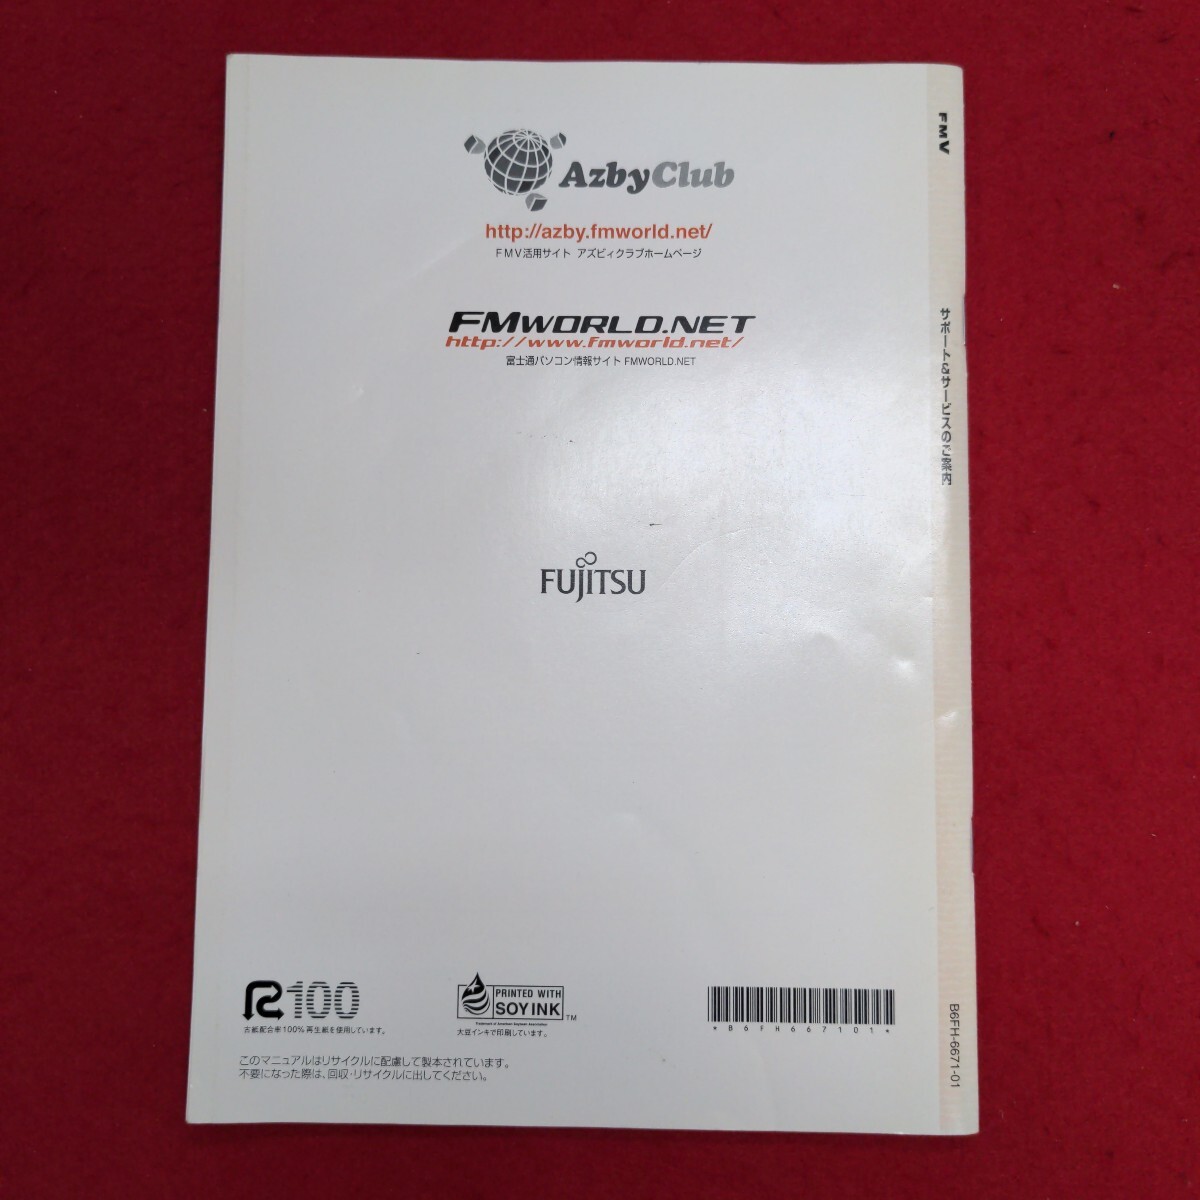 AzbyClub
http://azby.fmworld.net/
FMV活用サイト アズビィクラブホームページ
FMWORLD.NET
http://www.fmworld.net/
富士通パソコン情報サイト FMWORLD.NET
FUJITSU
R100
古紙配合率100%再生紙を使用しています。
PRINTED WITH
SOY INK
Trademark of American Soybean Association
TM
大豆インキで印刷しています。
*B6FH667101*
このマニュアルはリサイクルに配慮して製本されています。
不要になった際は、回収・リサイクルに出してください。
FMV
サポート&サービスのご案内
B6FH-6671-01